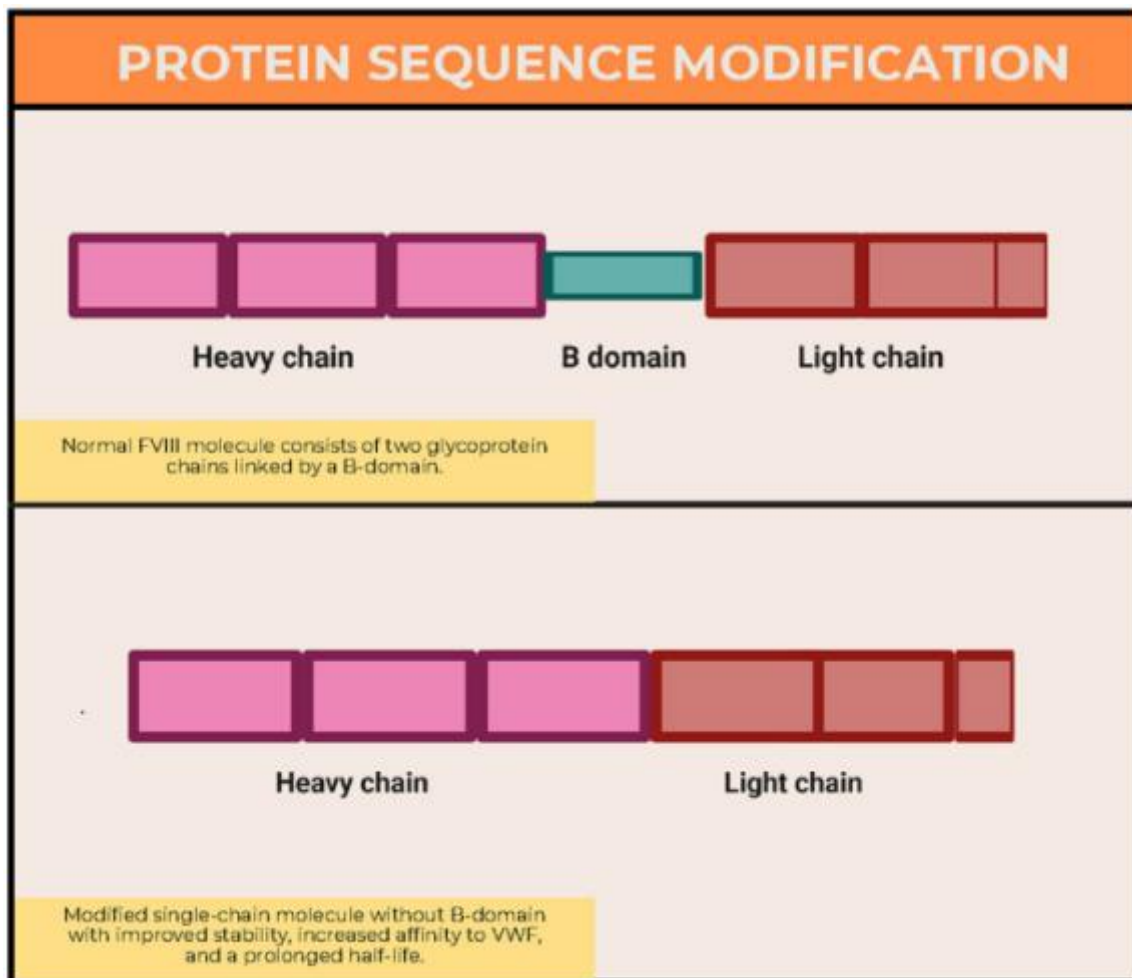 PROTEIN SEQUENCE MODIFICATION
Heavy chain
B domain
Light chain
Normal FVIII molecule consists of two glycoprotein
chains linked by a B-domain.
Heavy chain
Light chain
Modified single-chain molecule without B-domain
with improved stability, increased affinity to VWF,
and a prolonged half-life.